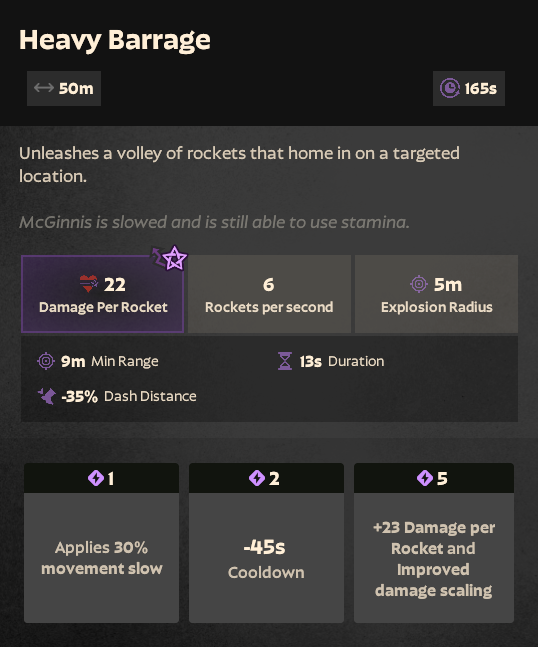 Heavy Barrage
50m
165s
Unleashes a volley of rockets that home in on a targeted
location.
McGinnis is slowed and is still able to use stamina.
22
Damage Per Rocket
6
Rockets per second
5m
Explosion Radius
9m Min Range
13s Duration
-35% Dash Distance
1
Applies 30%
movement slow
2
-45s
Cooldown
5
+23 Damage per
Rocket and
Improved
damage scaling